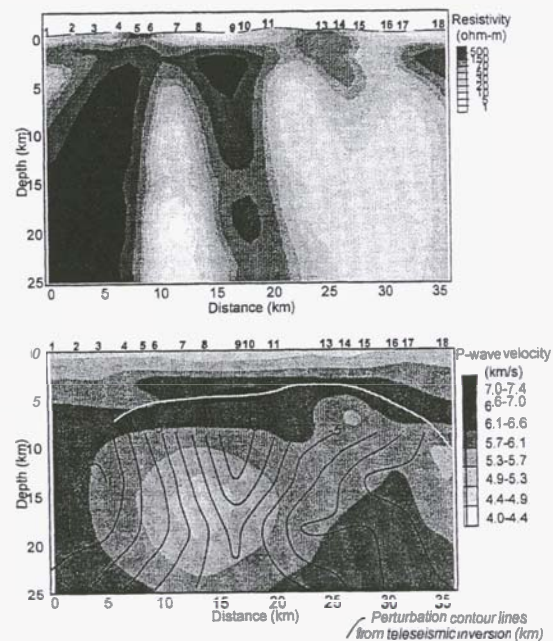 1 2 3 4 5 6 7 8 9 10 11 13 14 15 16 17 18
Resistivity
(ohm-m)
500
150
70
10
5
1
0
5
10
15
20
25
Depth (km)
0 5 10 15 20 25 30 35
Distance (km)
1 2 3 4 5 6 7 8 9 10 11 13 14 15 16 17 18
P-wave velocity
(km/s)
7.0-7.4
6.6-7.0
6.1-6.6
5.7-6.1
5.3-5.7
4.9-5.3
4.4-4.9
4.0-4.4
0
5
10
15
20
25
Depth (km)
0 5 10 15 20 25 30 35
Distance (km)
Perturbation contour lines
from teleseismic inversion (km)